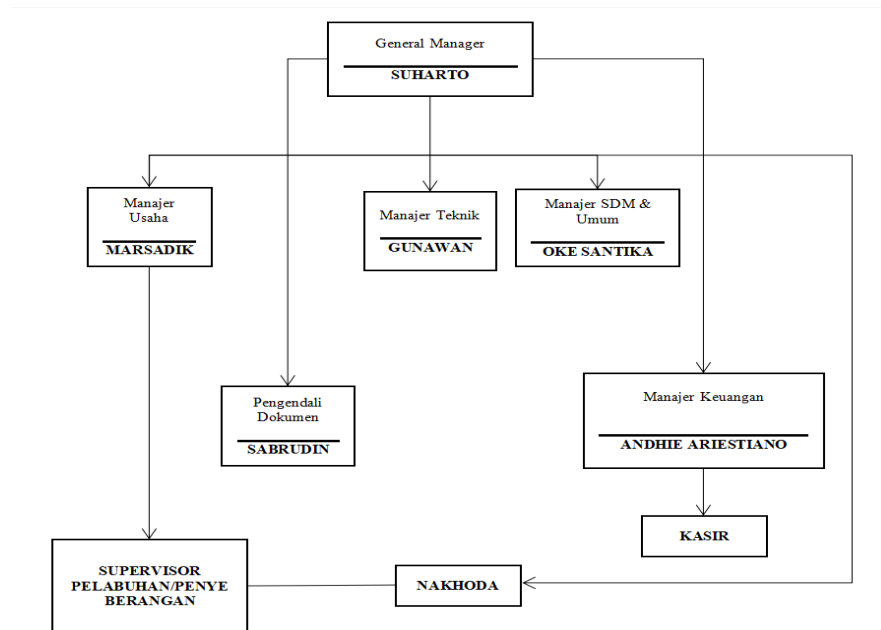 General Manager
SUHARTO
Manajer
Usaha
MARSADIK
Manajer Teknik
GUNAWAN
Manajer SDM &
Umum
OKE SANTIKA
Pengendali
Dokumen
SABRUDIN
Manajer Keuangan
ANDHIE ARIESTIANO
KASIR
SUPERVISOR
PELABUHAN/PENYE
BERANGAN
NAKHODA